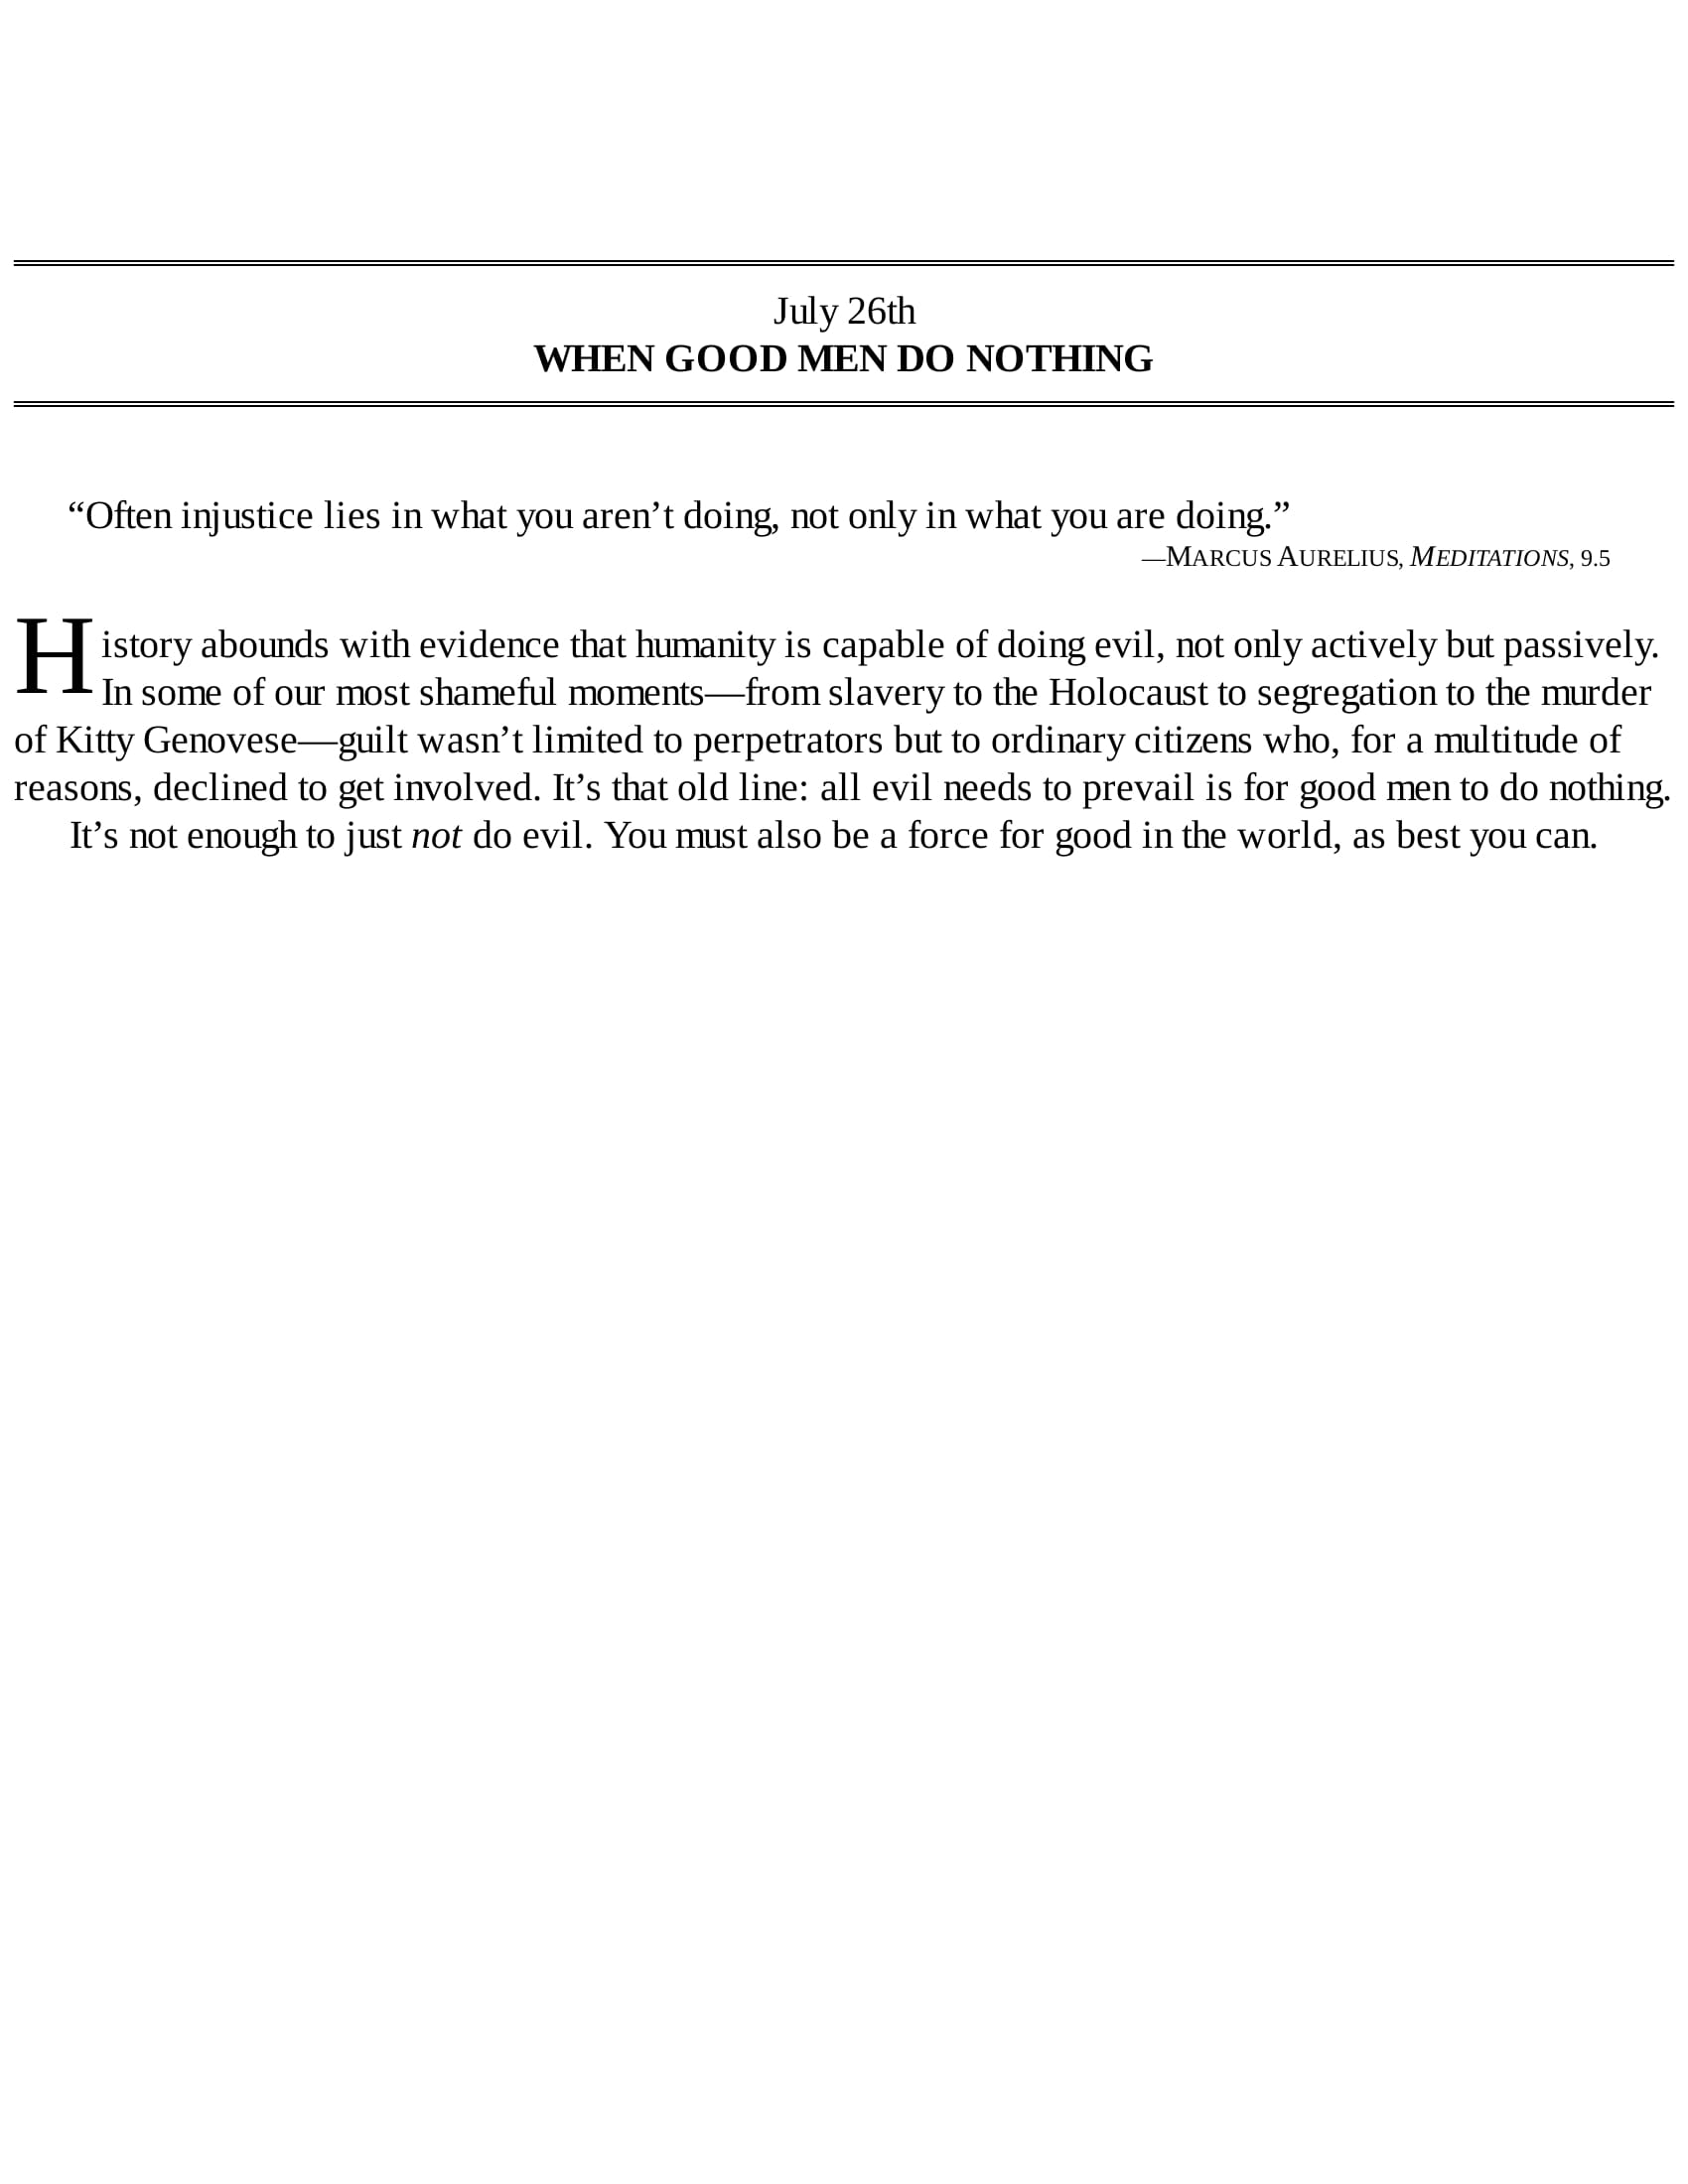 July 26th
WHEN GOOD MEN DO NOTHING
“Often injustice lies in what you aren’t doing, not only in what you are doing.”
—MARCUS AURELIUS, MEDITATIONS, 9.5
History abounds with evidence that humanity is capable of doing evil, not only actively but passively.
In some of our most shameful moments—from slavery to the Holocaust to segregation to the murder
of Kitty Genovese—guilt wasn’t limited to perpetrators but to ordinary citizens who, for a multitude of
reasons, declined to get involved. It’s that old line: all evil needs to prevail is for good men to do nothing.
It’s not enough to just not do evil. You must also be a force for good in the world, as best you can.